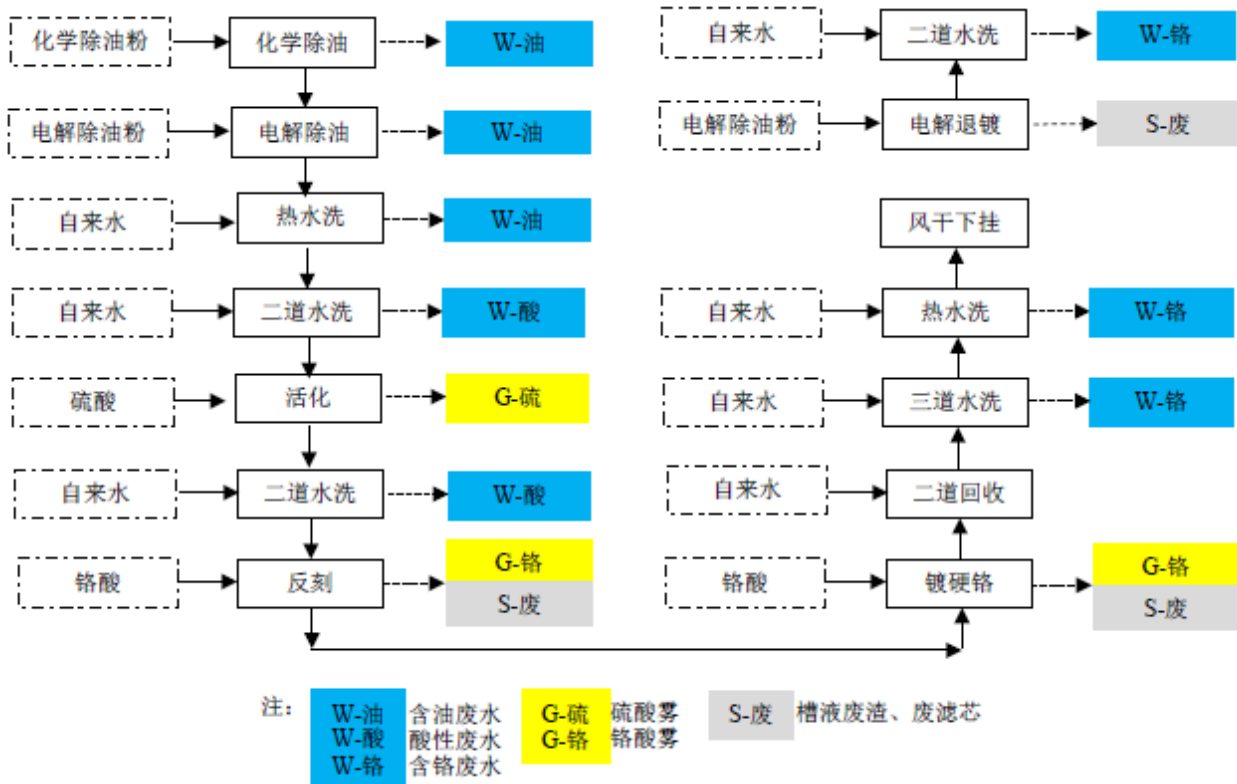 化学除油粉 化学除油 W-油
电解除油粉 电解除油 W-油
自来水 热水洗 W-油
自来水 二道水洗 W-酸
硫酸 活化 G-硫
自来水 二道水洗 W-酸
铬酸 反刻 G-铬
S-废
自来水 二道水洗 W-铬
电解除油粉 电解退镀 S-废
风干下挂
自来水 热水洗 W-铬
自来水 三道水洗 W-铬
自来水 二道回收
铬酸 镀硬铬 G-铬
S-废
注： W-油 含油废水 G-硫 硫酸雾 S-废 槽液废渣、废滤芯
W-酸 酸性废水 G-铬 铬酸雾
W-铬 含铬废水